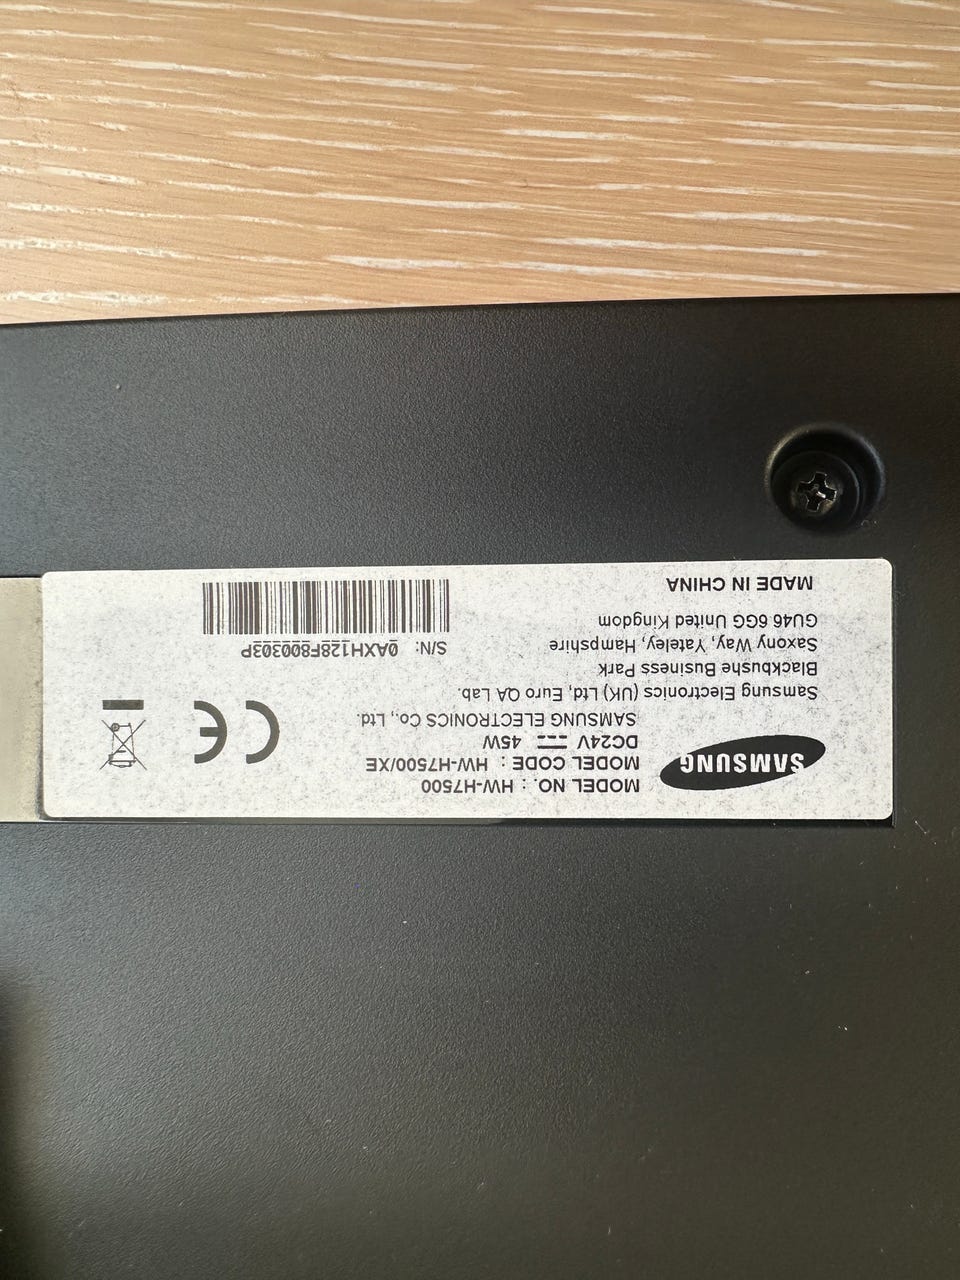 SAMSUNG
MODEL NO. : HW-H7500
MODEL CODE : HW-H7500/XE
DC24V ⎓ 45W
SAMSUNG ELECTRONICS Co., Ltd.
Samsung Electronics (UK) Ltd, Euro QA Lab.
Blackbushe Business Park
Saxony Way, Yateley, Hampshire
GU46 6GG United Kingdom
MADE IN CHINA
CE
S/N: 0AXH128F800303P